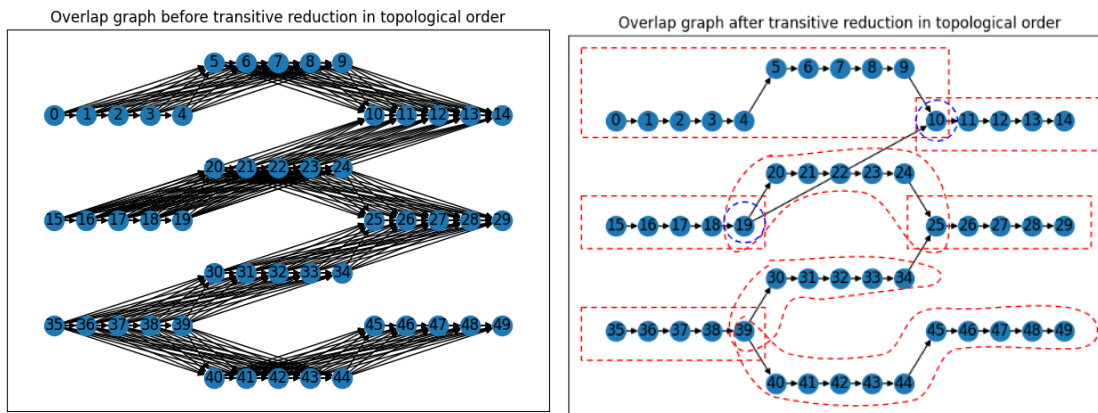 Overlap graph before transitive reduction in topological order
5 6 7 8 9
0 1 2 3 4 10 11 12 13 14
20 21 22 23 24
15 16 17 18 19 25 26 27 28 29
30 31 32 33 34
35 36 37 38 39 45 46 47 48 49
40 41 42 43 44
Overlap graph after transitive reduction in topological order
5 6 7 8 9
0 1 2 3 4 10 11 12 13 14
20 21 22 23 24
15 16 17 18 19 25 26 27 28 29
30 31 32 33 34
35 36 37 38 39 45 46 47 48 49
40 41 42 43 44